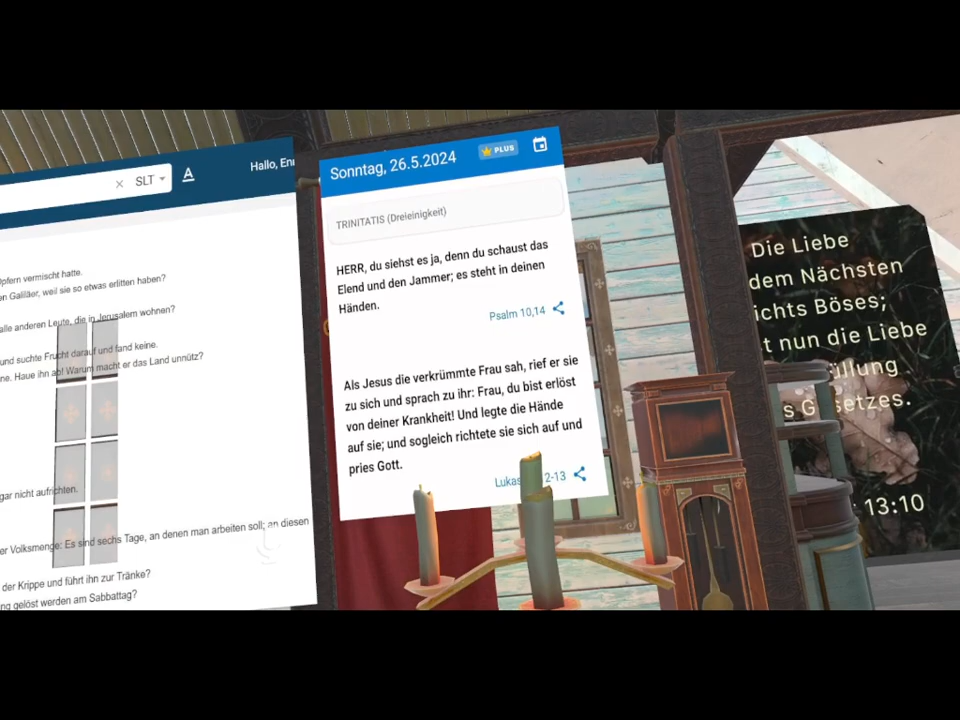 SLT
A
Hallo,
pfern vermischt hatte.
en Galiläer, weil sie so etwas erlitten haben?
alle anderen Leute, die in Jerusalem wohnen?
und suchte Frucht darauf und fand keine.
ne. Haue ihn ab! Warum macht er das Land unnütz?
gar nicht aufrichten.
er Volksmenge: Es sind sechs Tage, an denen man arbeiten soll; an diesen
der Krippe und führt ihn zur Tränke?
ng gelöst werden am Sabbattag?
Sonntag, 26.5.2024
PLUS
TRINITATIS (Dreieinigkeit)
HERR, du siehst es ja, denn du schaust das
Elend und den Jammer; es steht in deinen
Händen.
Psalm 10,14
Als Jesus die verkrümmte Frau sah, rief er sie
zu sich und sprach zu ihr: Frau, du bist erlöst
von deiner Krankheit! Und legte die Hände
auf sie; und sogleich richtete sie sich auf und
pries Gott.
Lukas 2-13
Die Liebe
dem Nächsten
ichts Böses;
t nun die Liebe
üllung
s G setzes.
13:10